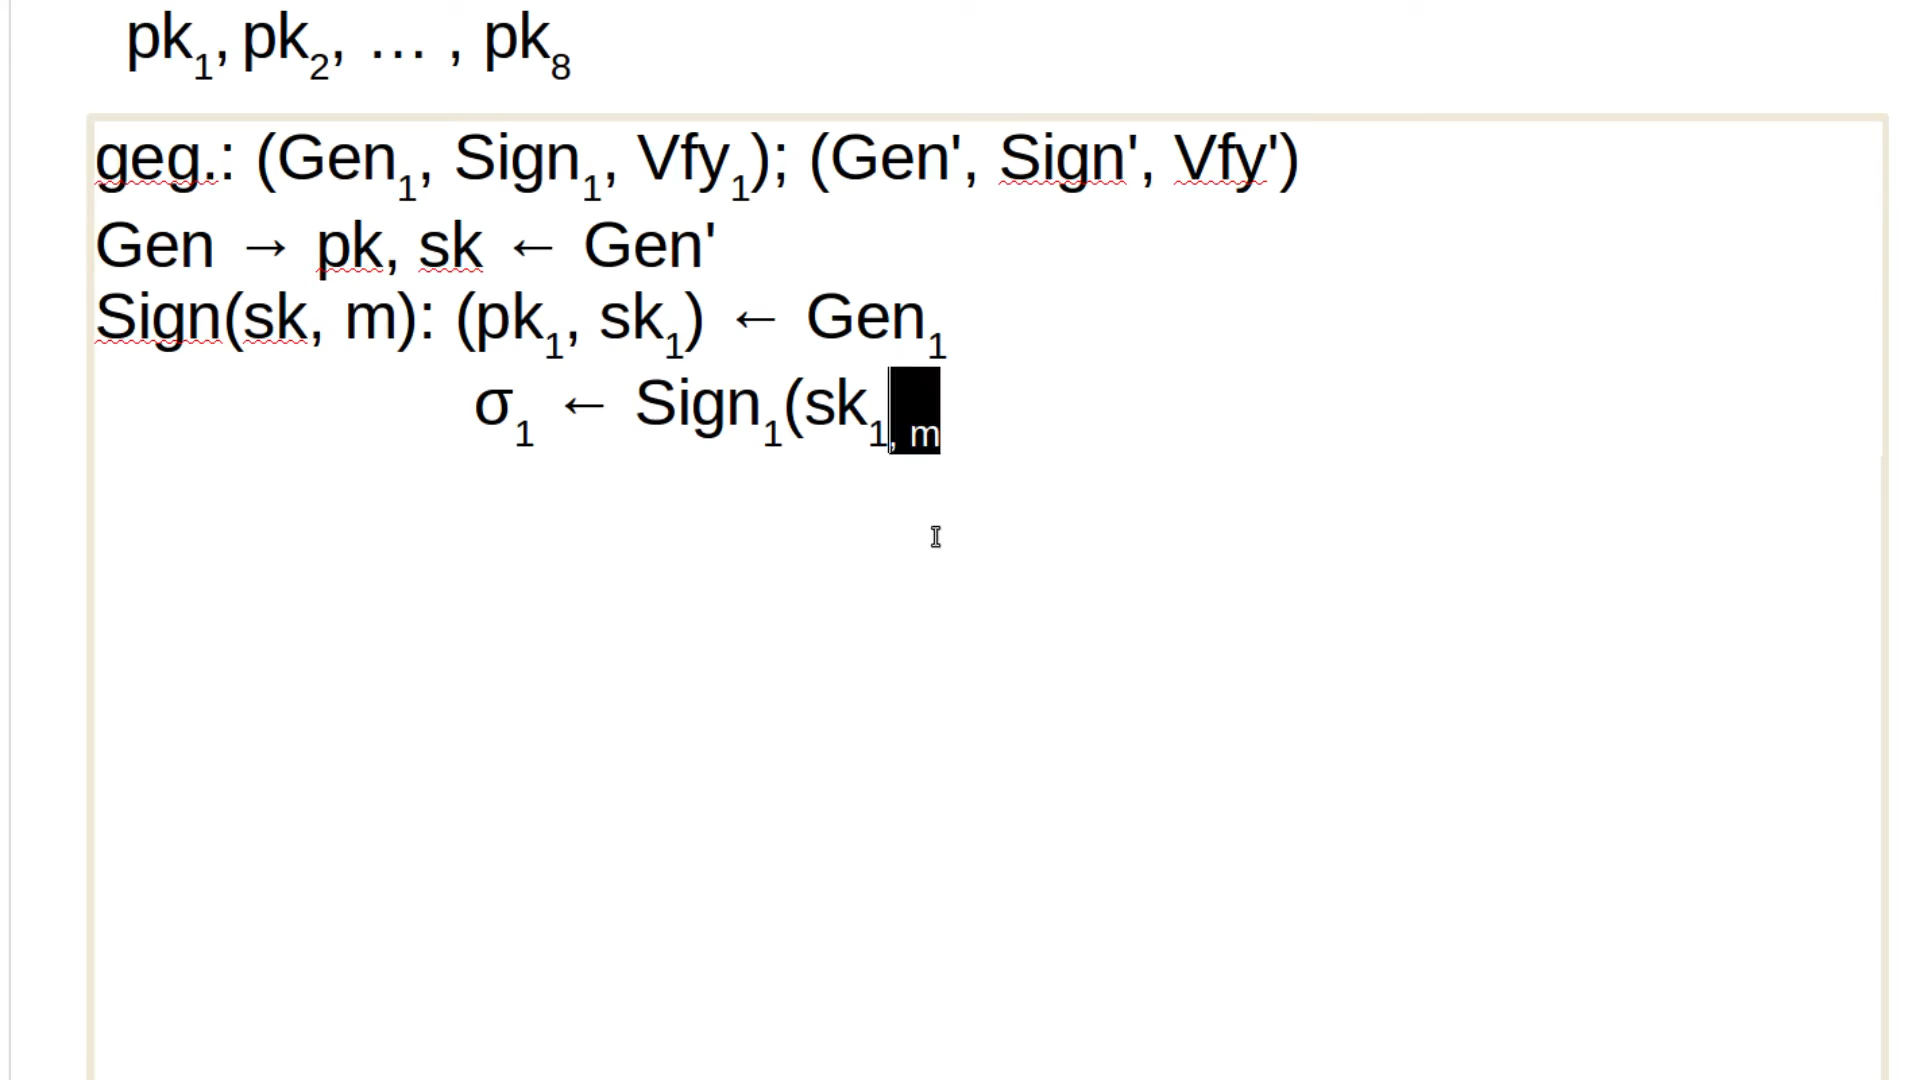 pk₁, pk₂, … , pk₈
geg.: (Gen₁, Sign₁, Vfy₁); (Gen', Sign', Vfy')
Gen → pk, sk ← Gen'
Sign(sk, m): (pk₁, sk₁) ← Gen₁
σ₁ ← Sign₁(sk₁, m